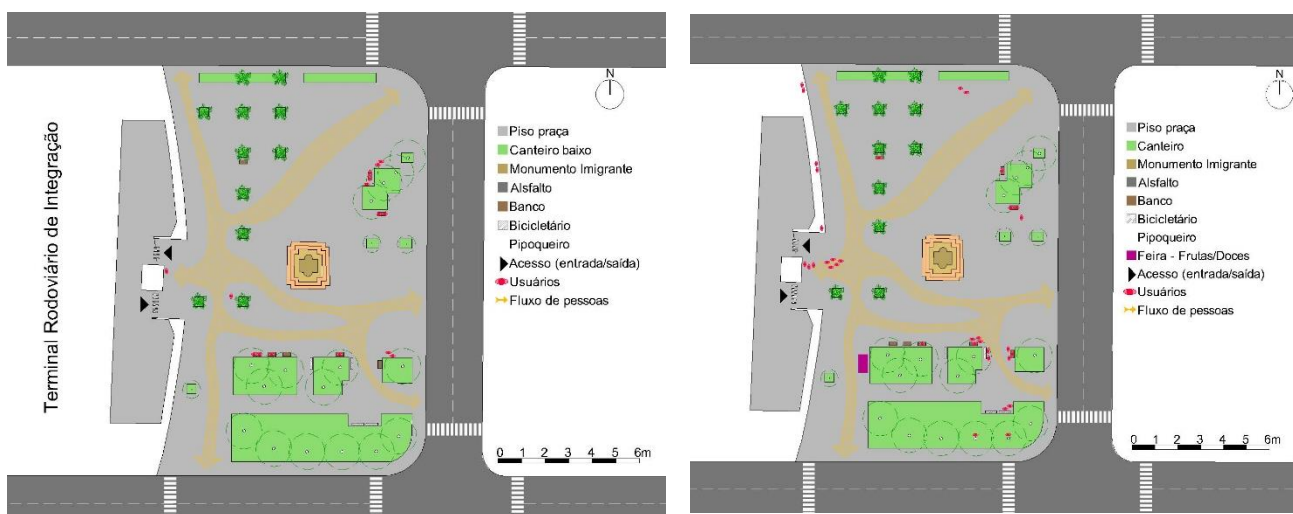 Terminal Rodoviário de Integração
N
Piso praça
Canteiro baixo
Monumento Imigrante
Alsfalto
Banco
Bicicletário
Pipoqueiro
Acesso (entrada/saída)
Usuários
Fluxo de pessoas
0 1 2 3 4 5 6m
N
Piso praça
Canteiro
Monumento Imigrante
Alsfalto
Banco
Bicicletário
Pipoqueiro
Feira - Frutas/Doces
Acesso (entrada/saída)
Usuários
Fluxo de pessoas
0 1 2 3 4 5 6m